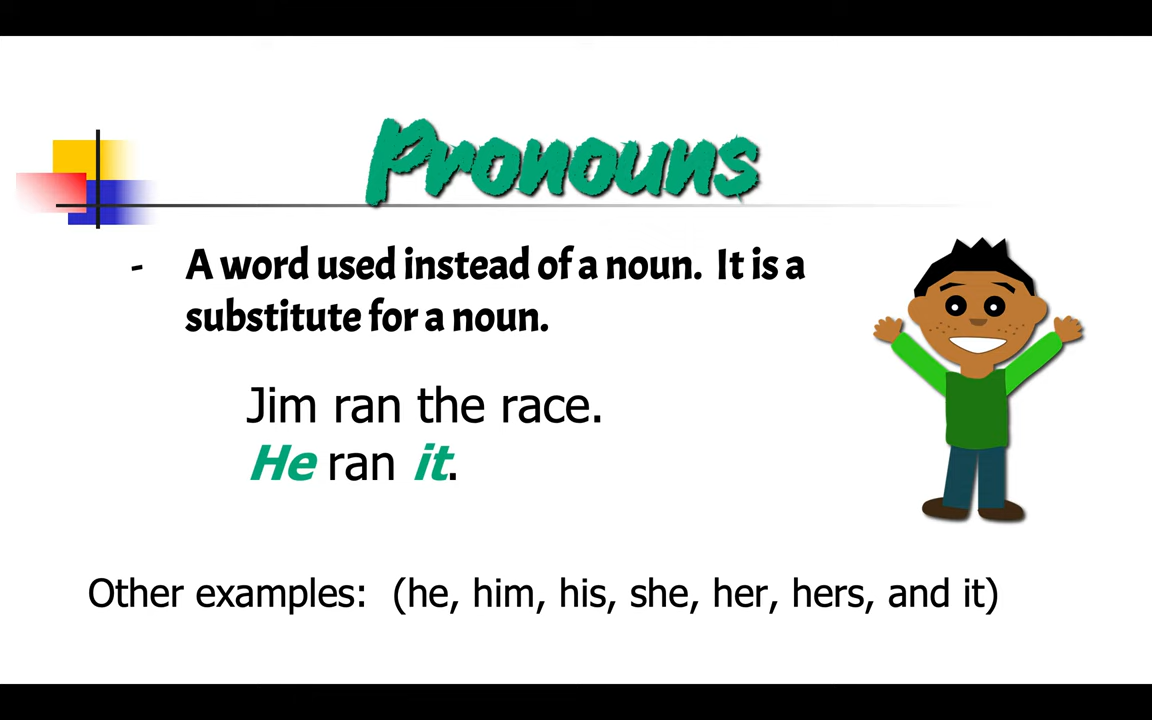 Pronouns
- A word used instead of a noun.  It is a
substitute for a noun.
Jim ran the race.
He ran it.
Other examples:  (he, him, his, she, her, hers, and it)